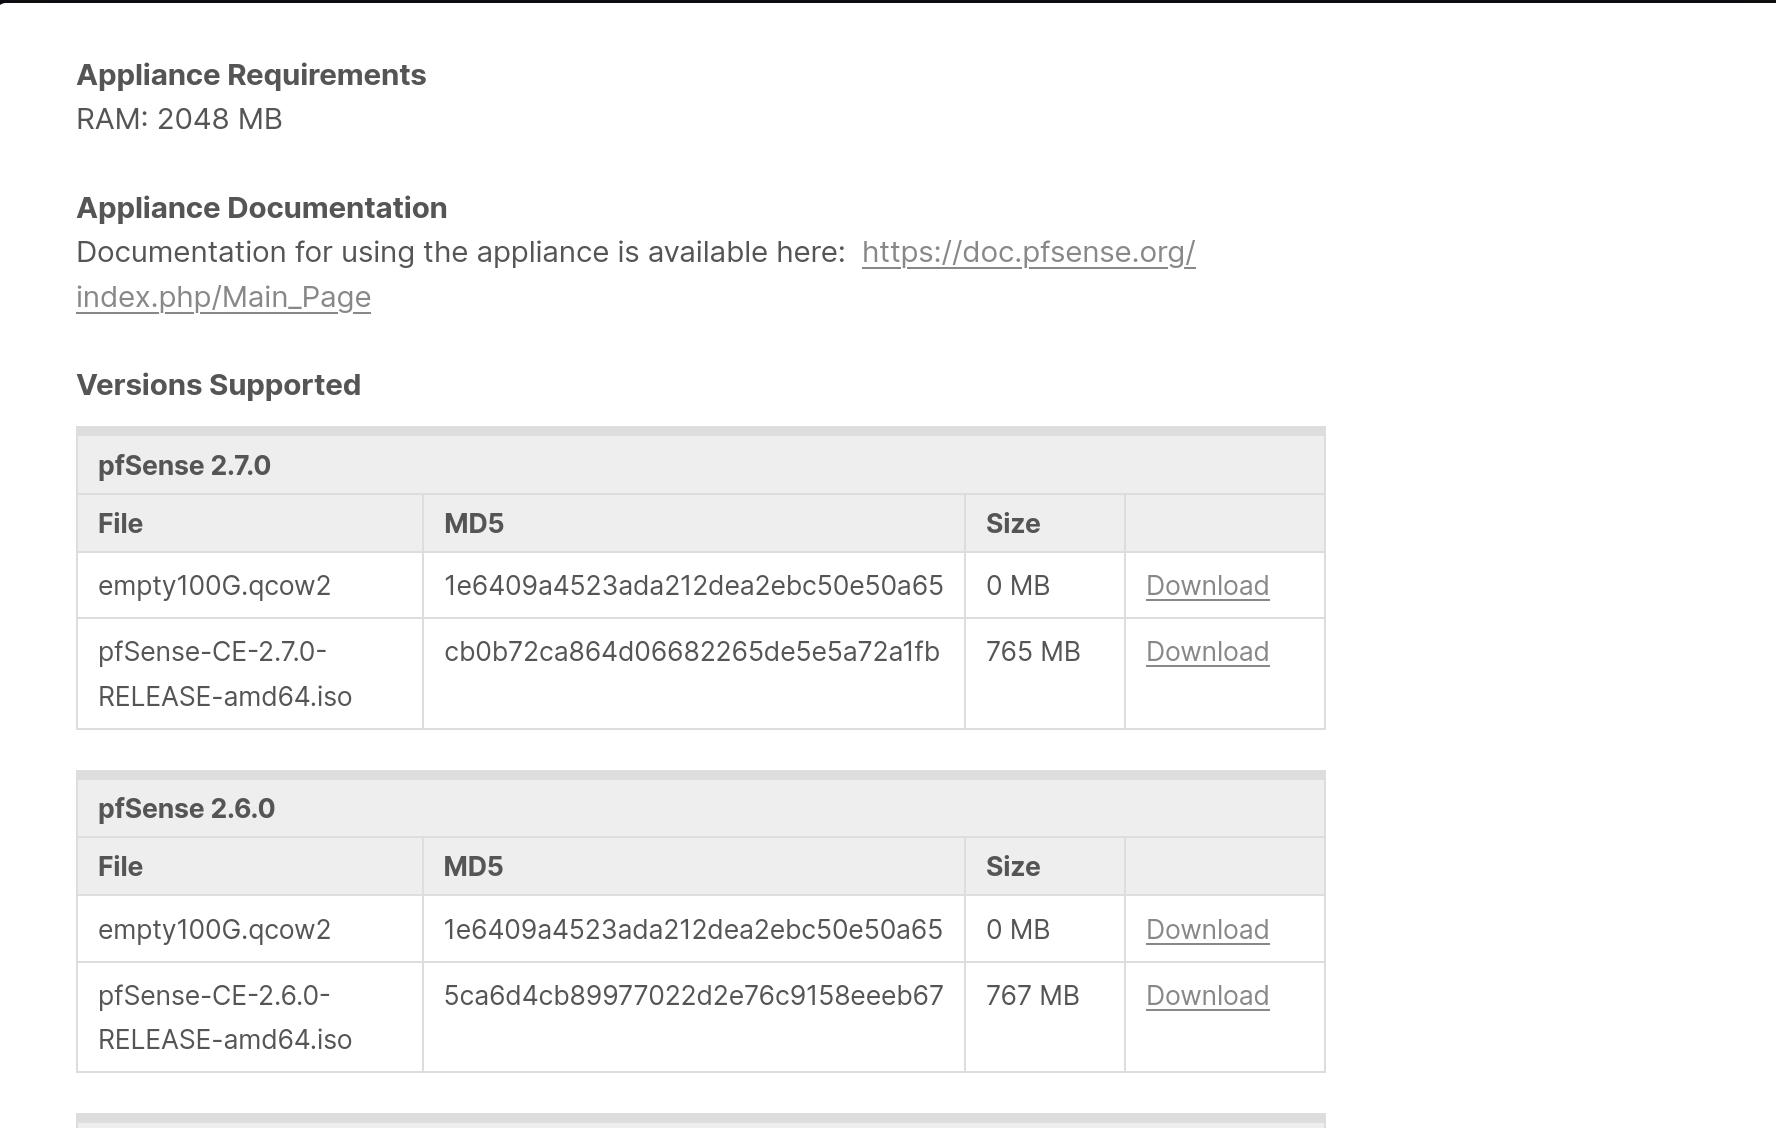 Appliance Requirements
RAM: 2048 MB
Appliance Documentation
Documentation for using the appliance is available here:  https://doc.pfsense.org/
index.php/Main_Page
Versions Supported
pfSense 2.7.0
File MD5 Size
empty100G.qcow2 1e6409a4523ada212dea2ebc50e50a65 0 MB Download
pfSense-CE-2.7.0- cb0b72ca864d06682265de5e5a72a1fb 765 MB Download
RELEASE-amd64.iso
pfSense 2.6.0
File MD5 Size
empty100G.qcow2 1e6409a4523ada212dea2ebc50e50a65 0 MB Download
pfSense-CE-2.6.0- 5ca6d4cb89977022d2e76c9158eeeb67 767 MB Download
RELEASE-amd64.iso